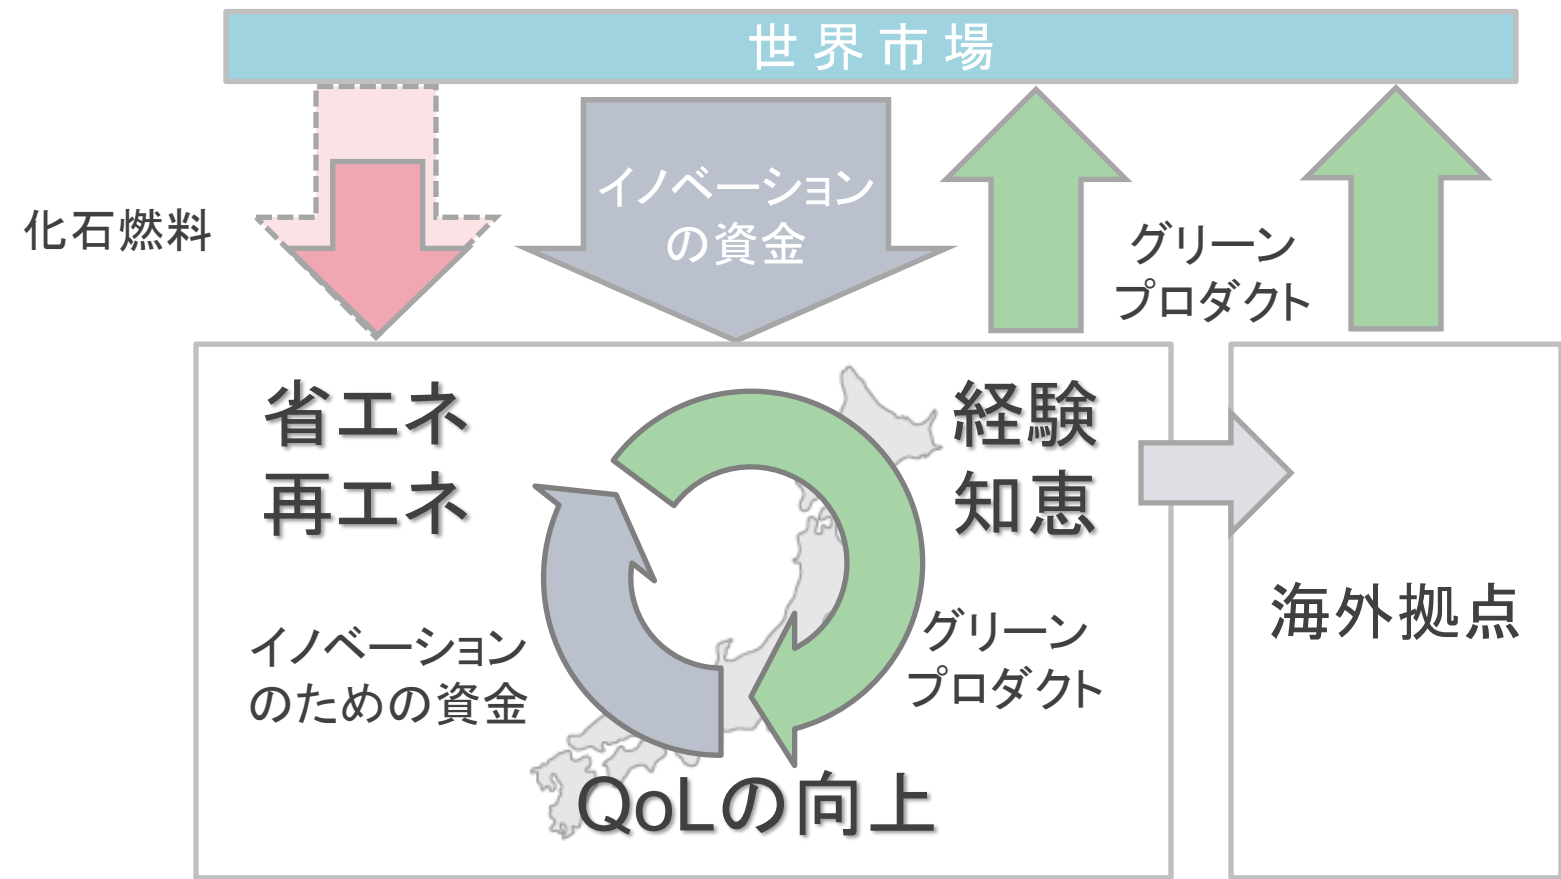 世界市場
化石燃料
イノベーション
の資金
グリーン
プロダクト
省エネ
再エネ
経験
知恵
イノベーション
のための資金
グリーン
プロダクト
QoLの向上
海外拠点